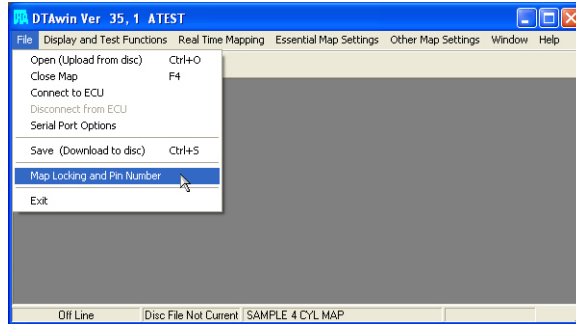 DTA DTAwin Ver 35,1 ATEST
File Display and Test Functions Real Time Mapping Essential Map Settings Other Map Settings Window Help
Open (Upload from disc) Ctrl+O
Close Map F4
Connect to ECU
Disconnect from ECU
Serial Port Options
Save (Download to disc) Ctrl+S
Map Locking and Pin Number
Exit
Off Line Disc File Not Current SAMPLE 4 CYL MAP